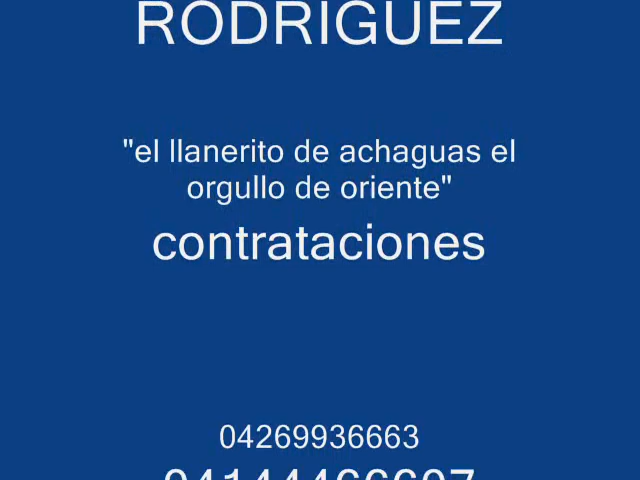 RODRIGUEZ
"el llanerito de achaguas el
orgullo de oriente"
contrataciones
04269936663